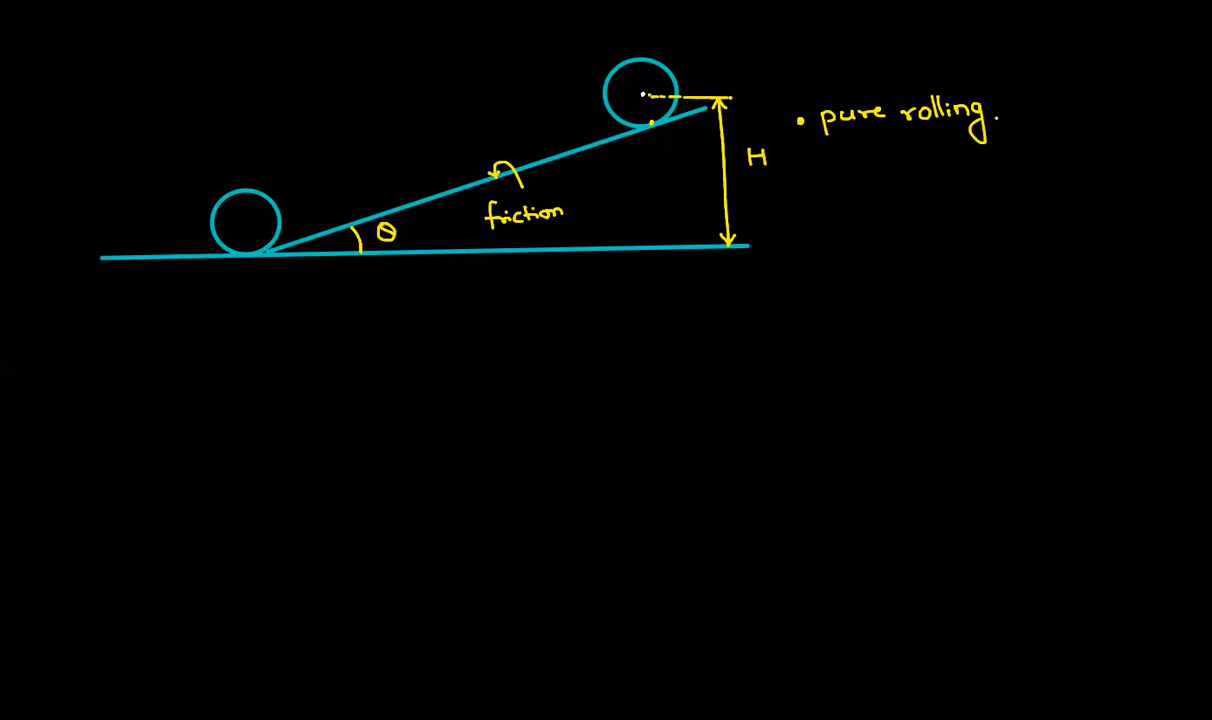 • pure rolling.
H
friction
θ